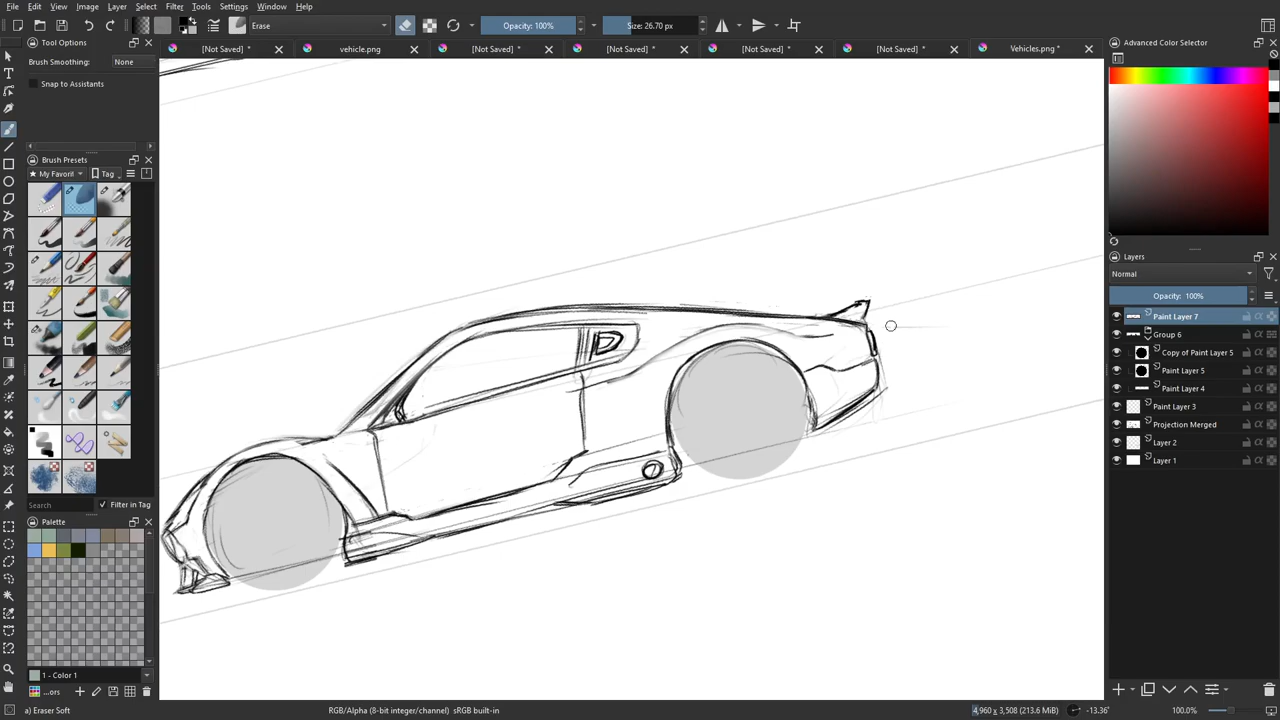 File Edit View Image Layer Select Filter Tools Settings Window Help
Erase Opacity: 100% Size: 26.70 px
[Not Saved] vehicle.png [Not Saved] * [Not Saved] * [Not Saved] * [Not Saved] * Vehicles.png *
Tool Options
Brush Smoothing: None
Snap to Assistants
Brush Presets
My Favorit Tag
Search Filter in Tag
Palette
1 - Color 1
...ors
Advanced Color Selector
Layers
Normal
Opacity: 100%
Paint Layer 7
Group 6
Copy of Paint Layer 5
Paint Layer 5
Paint Layer 4
Paint Layer 3
Projection Merged
Layer 2
Layer 1
a) Eraser Soft RGB/Alpha (8-bit integer/channel) sRGB built-in 4,960 x 3,508 (213.6 MiB) -13.36° 100.0%